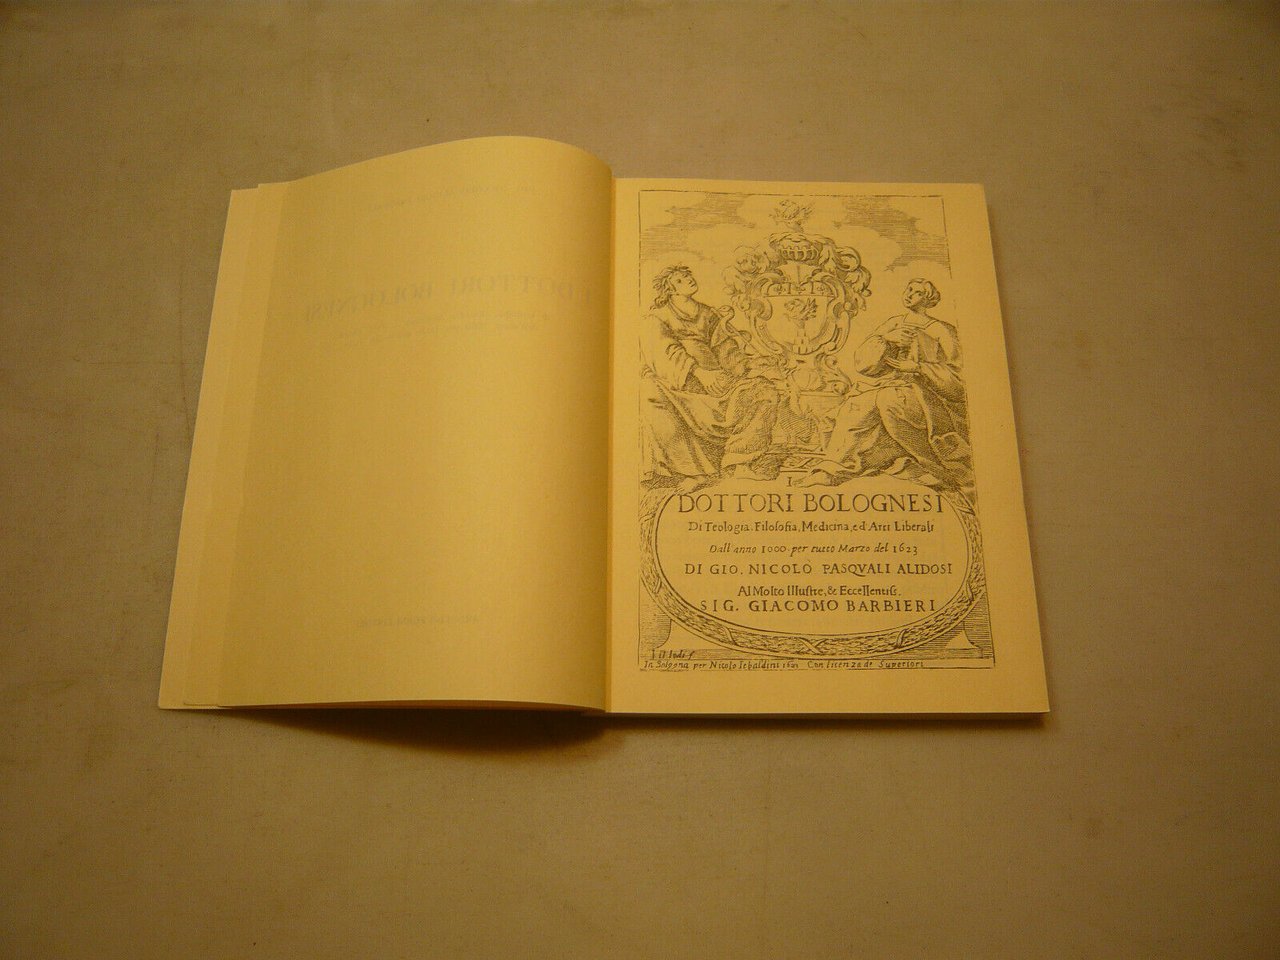 I
DOTTORI BOLOGNESI
Di Teologia, Filosofia, Medicina, ed Arti Liberali
Dall'anno 1000 per tutto Marzo del 1623
DI GIO. NICOLÒ PASQVALI ALIDOSI
Al Molto Illustre, & Eccellentiss.
SIG. GIACOMO BARBIERI
In Bologna per Nicolo Tebaldini 1623 Con licenza de' Superiori